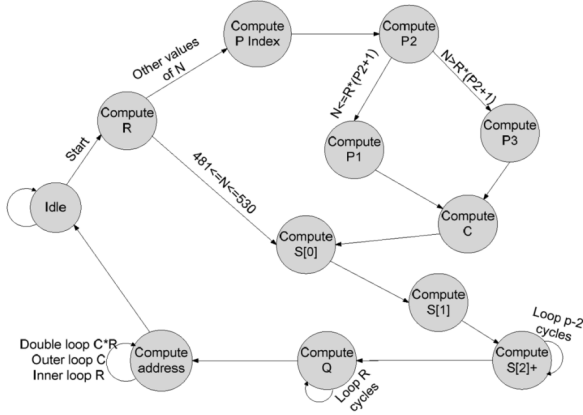 Compute
P Index
Compute
P2
Other values
of N
N<=R*(P2+1)
N>R*(P2+1)
Compute
R
Compute
P1
Compute
P3
Start
481<=N<=530
Idle
Compute
C
Compute
S[0]
Compute
S[1]
Loop p-2
cycles
Double loop C*R
Outer loop C
Inner loop R
Compute
address
Compute
Q
Compute
S[2]+
Loop R
cycles